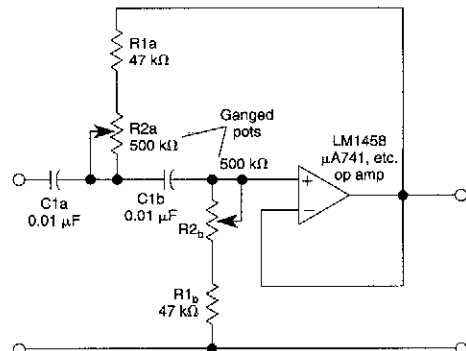 R1a
47 kΩ
R2a
500 kΩ
Ganged
pots
500 kΩ
LM1458
µA741, etc.
op amp
C1a
0.01 µF
C1b
0.01 µF
+
−
R2b
R1b
47 kΩ